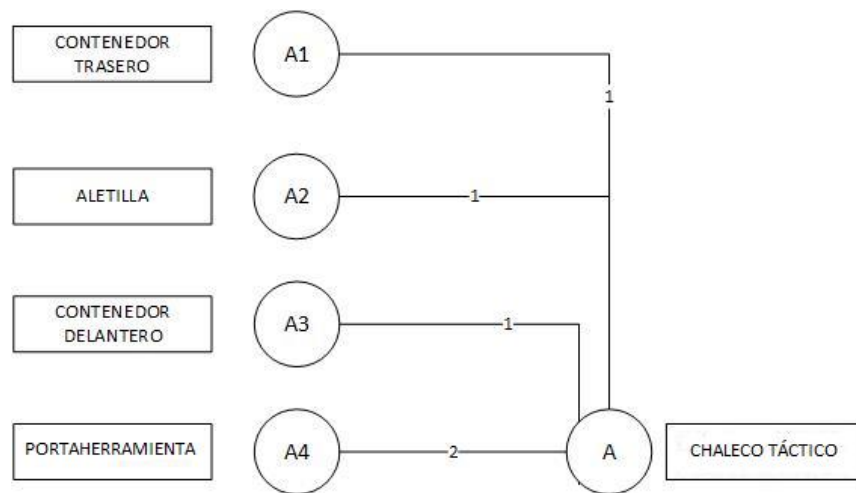 CONTENEDOR
TRASERO
A1
1
ALETILLA
A2
1
CONTENEDOR
DELANTERO
A3
1
PORTAHERRAMIENTA
A4
2
A
CHALECO TÁCTICO